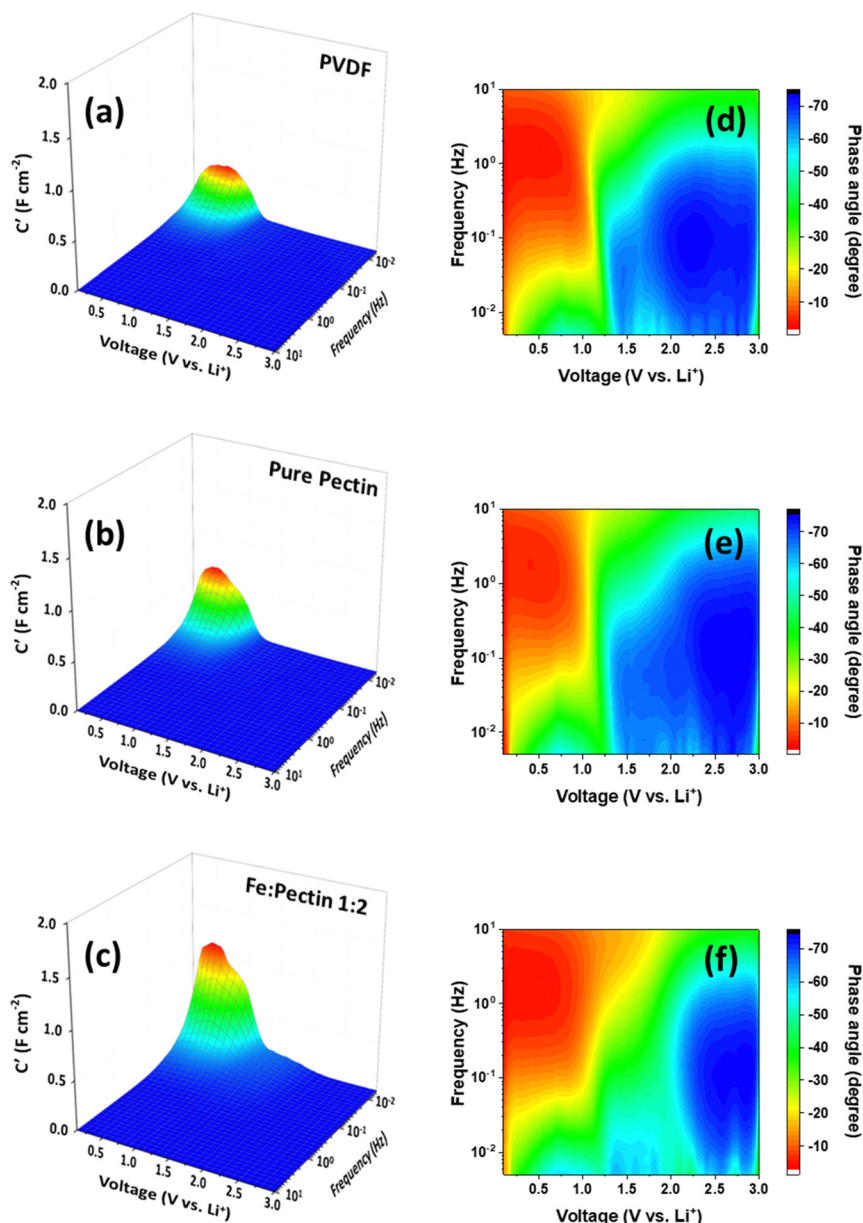 PVDF
(a)
2.0
1.5
1.0
0.5
0.0
C' (F cm⁻²)
0.5
1.0
1.5
2.0
2.5
3.0
Voltage (V vs. Li⁺)
10⁻²
10⁻¹
10⁰
10¹
Frequency (Hz)
(d)
10¹
10⁰
10⁻¹
10⁻²
Frequency (Hz)
0.5 1.0 1.5 2.0 2.5 3.0
Voltage (V vs. Li⁺)
-70
-60
-50
-40
-30
-20
-10
Phase angle (degree)
Pure Pectin
(b)
2.0
1.5
1.0
0.5
0.0
C' (F cm⁻²)
0.5
1.0
1.5
2.0
2.5
3.0
Voltage (V vs. Li⁺)
10⁻²
10⁻¹
10⁰
10¹
Frequency (Hz)
(e)
10¹
10⁰
10⁻¹
10⁻²
Frequency (Hz)
0.5 1.0 1.5 2.0 2.5 3.0
Voltage (V vs. Li⁺)
-70
-60
-50
-40
-30
-20
-10
Phase angle (degree)
Fe:Pectin 1:2
(c)
2.0
1.5
1.0
0.5
0.0
C' (F cm⁻²)
0.5
1.0
1.5
2.0
2.5
3.0
Voltage (V vs. Li⁺)
10⁻²
10⁻¹
10⁰
10¹
Frequency (Hz)
(f)
10¹
10⁰
10⁻¹
10⁻²
Frequency (Hz)
0.5 1.0 1.5 2.0 2.5 3.0
Voltage (V vs. Li⁺)
-70
-60
-50
-40
-30
-20
-10
Phase angle (degree)